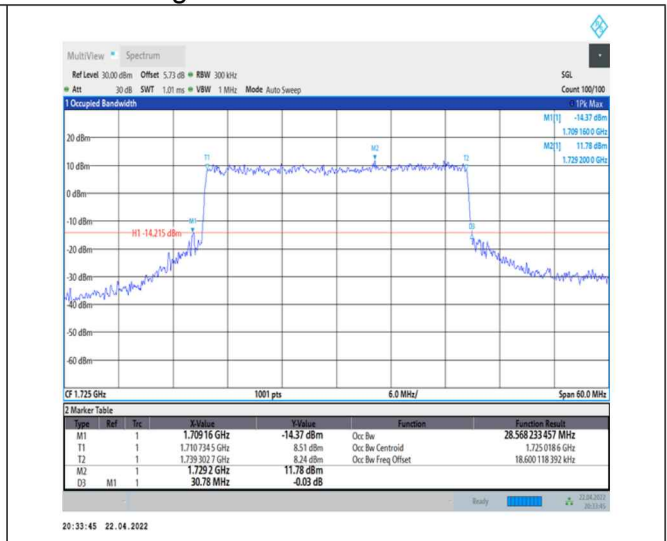 MultiView Spectrum
Ref Level 30.00 dBm Offset 5.73 dB RBW 300 kHz SGL
Att 30 dB SWT 1.01 ms VBW 1 MHz Mode Auto Sweep Count 100/100
1 Occupied Bandwidth 1Pk Max
M1[1] -14.37 dBm
1.709 160 0 GHz
M2[1] 11.78 dBm
1.729 200 0 GHz
20 dBm
M2
T1 T2
10 dBm
0 dBm
-10 dBm
M1
D3
H1 -14.215 dBm
-20 dBm
-30 dBm
-40 dBm
-50 dBm
-60 dBm
CF 1.725 GHz 1001 pts 6.0 MHz/ Span 60.0 MHz
2 Marker Table
Type Ref Trc X-Value Y-Value Function Function Result
M1 1 1.709 16 GHz -14.37 dBm Occ Bw 28.568 233 457 MHz
T1 1 1.710 734 5 GHz 8.51 dBm Occ Bw Centroid 1.725 018 6 GHz
T2 1 1.739 302 7 GHz 8.24 dBm Occ Bw Freq Offset 18.600 118 392 kHz
M2 1 1.729 2 GHz 11.78 dBm
D3 M1 1 30.78 MHz -0.03 dB
Ready 22.04.2022
20:33:45
20:33:45 22.04.2022